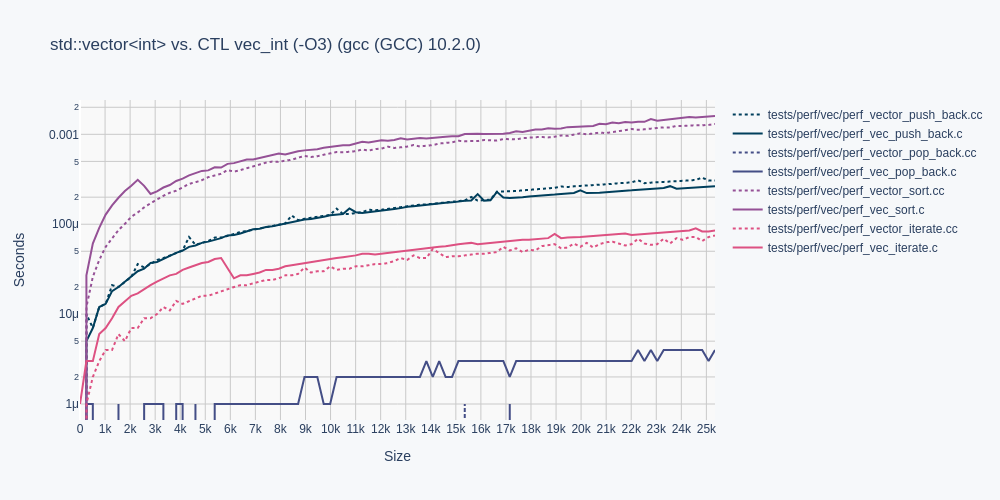 std::vector<int> vs. CTL vec_int (-O3) (gcc (GCC) 10.2.0)
2
0.001
5
2
100μ
5
2
10μ
5
2
1μ
Seconds
0 1k 2k 3k 4k 5k 6k 7k 8k 9k 10k 11k 12k 13k 14k 15k 16k 17k 18k 19k 20k 21k 22k 23k 24k 25k
Size
tests/perf/vec/perf_vector_push_back.cc
tests/perf/vec/perf_vec_push_back.c
tests/perf/vec/perf_vector_pop_back.cc
tests/perf/vec/perf_vec_pop_back.c
tests/perf/vec/perf_vector_sort.cc
tests/perf/vec/perf_vec_sort.c
tests/perf/vec/perf_vector_iterate.cc
tests/perf/vec/perf_vec_iterate.c